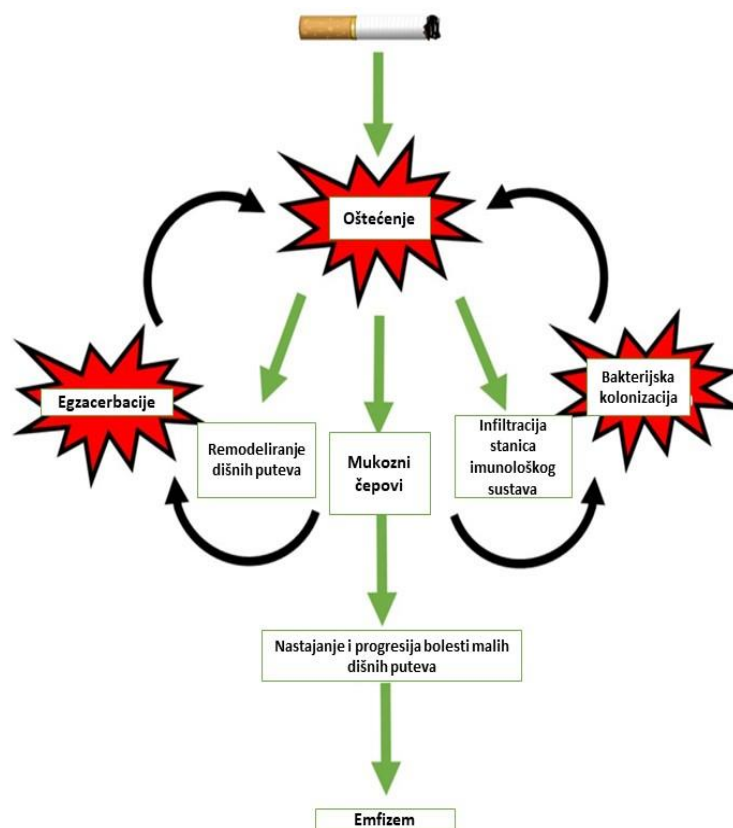 Oštećenje
Egzacerbacije
Bakterijska
kolonizacija
Remodeliranje
dišnih puteva
Mukozni
čepovi
Infiltracija
stanica
imunološkog
sustava
Nastajanje i progresija bolesti malih
dišnih puteva
Emfizem